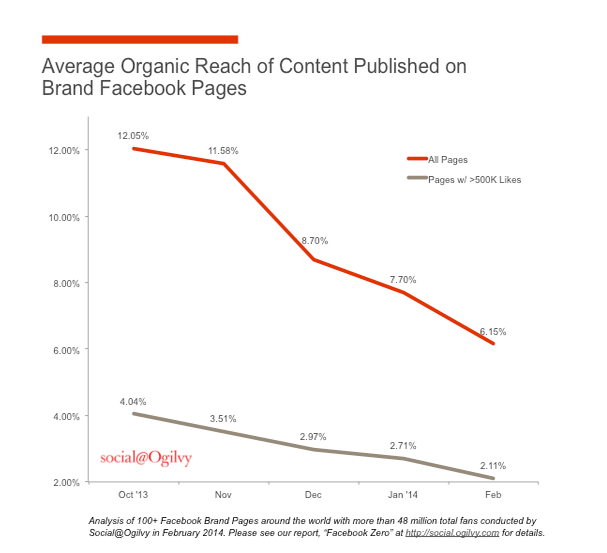 Average Organic Reach of Content Published on
Brand Facebook Pages
12.05%
11.58%
12.00%
All Pages
Pages w/ >500K Likes
10.00%
8.70%
8.00%
7.70%
6.15%
6.00%
4.04%
4.00%
3.51%
2.97%
2.71%
2.11%
social@Ogilvy
2.00%
Oct '13
Nov
Dec
Jan '14
Feb
Analysis of 100+ Facebook Brand Pages around the world with more than 48 million total fans conducted by
Social@Ogilvy in February 2014. Please see our report, “Facebook Zero” at http://social.ogilvy.com for details.